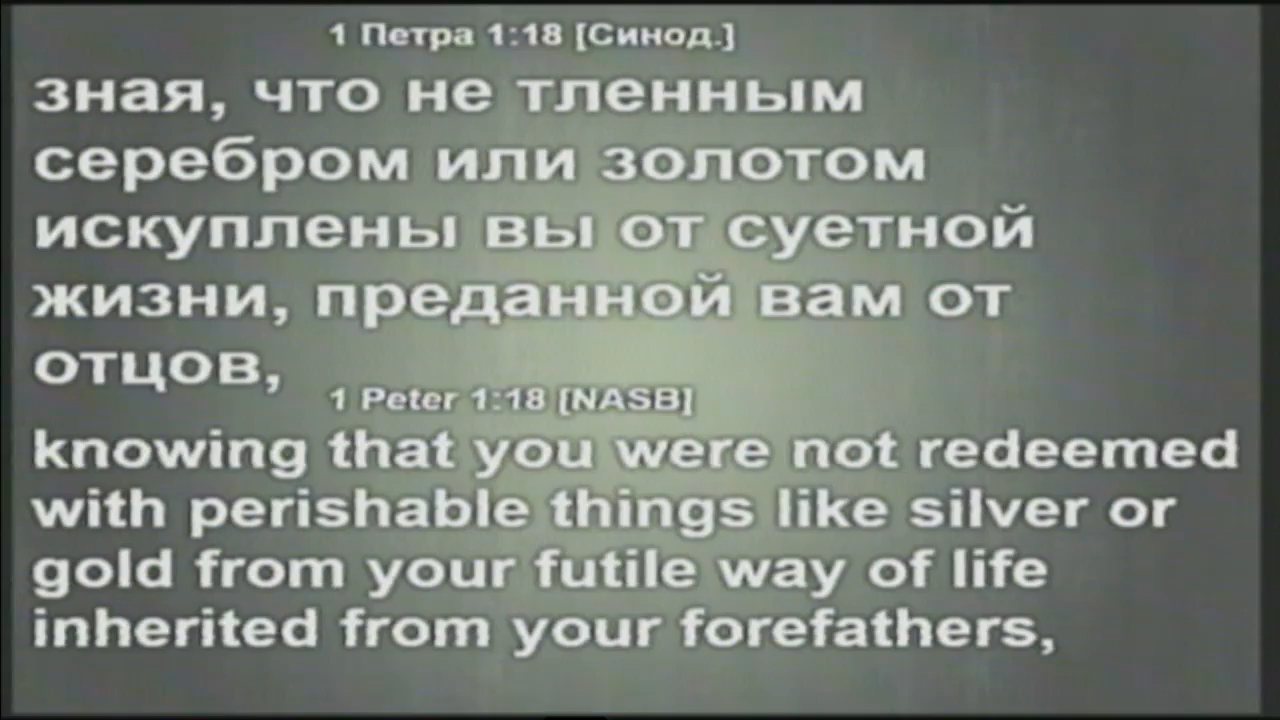 1 Петра 1:18 [Синод.]
зная, что не тленным
серебром или золотом
искуплены вы от суетной
жизни, преданной вам от
отцов,
1 Peter 1:18 [NASB]
knowing that you were not redeemed
with perishable things like silver or
gold from your futile way of life
inherited from your forefathers,